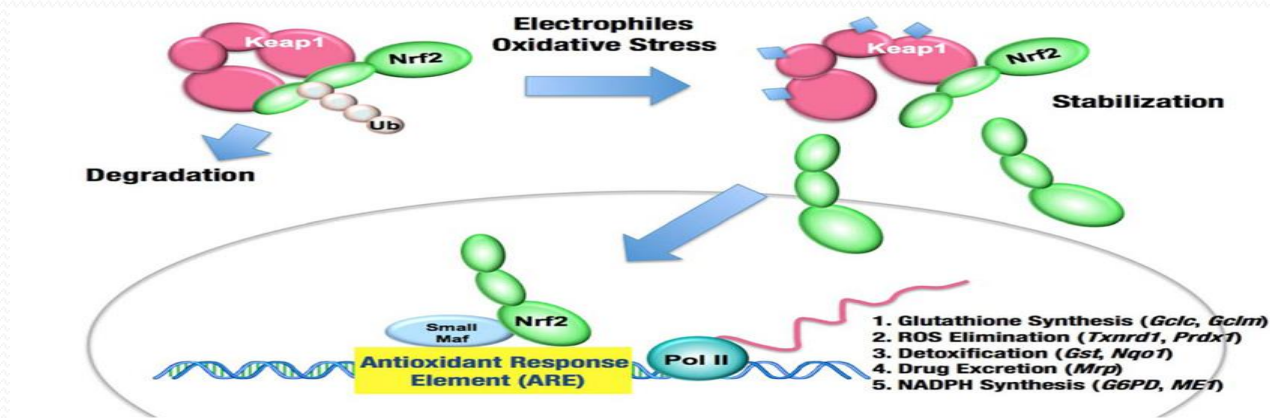 Keap1
Nrf2
Ub
Degradation
Electrophiles
Oxidative Stress
Keap1
Nrf2
Stabilization
Small
Maf
Nrf2
Antioxidant Response
Element (ARE)
Pol II
1. Glutathione Synthesis (Gclc, Gclm)
2. ROS Elimination (Txnrd1, Prdx1)
3. Detoxification (Gst, Nqo1)
4. Drug Excretion (Mrp)
5. NADPH Synthesis (G6PD, ME1)